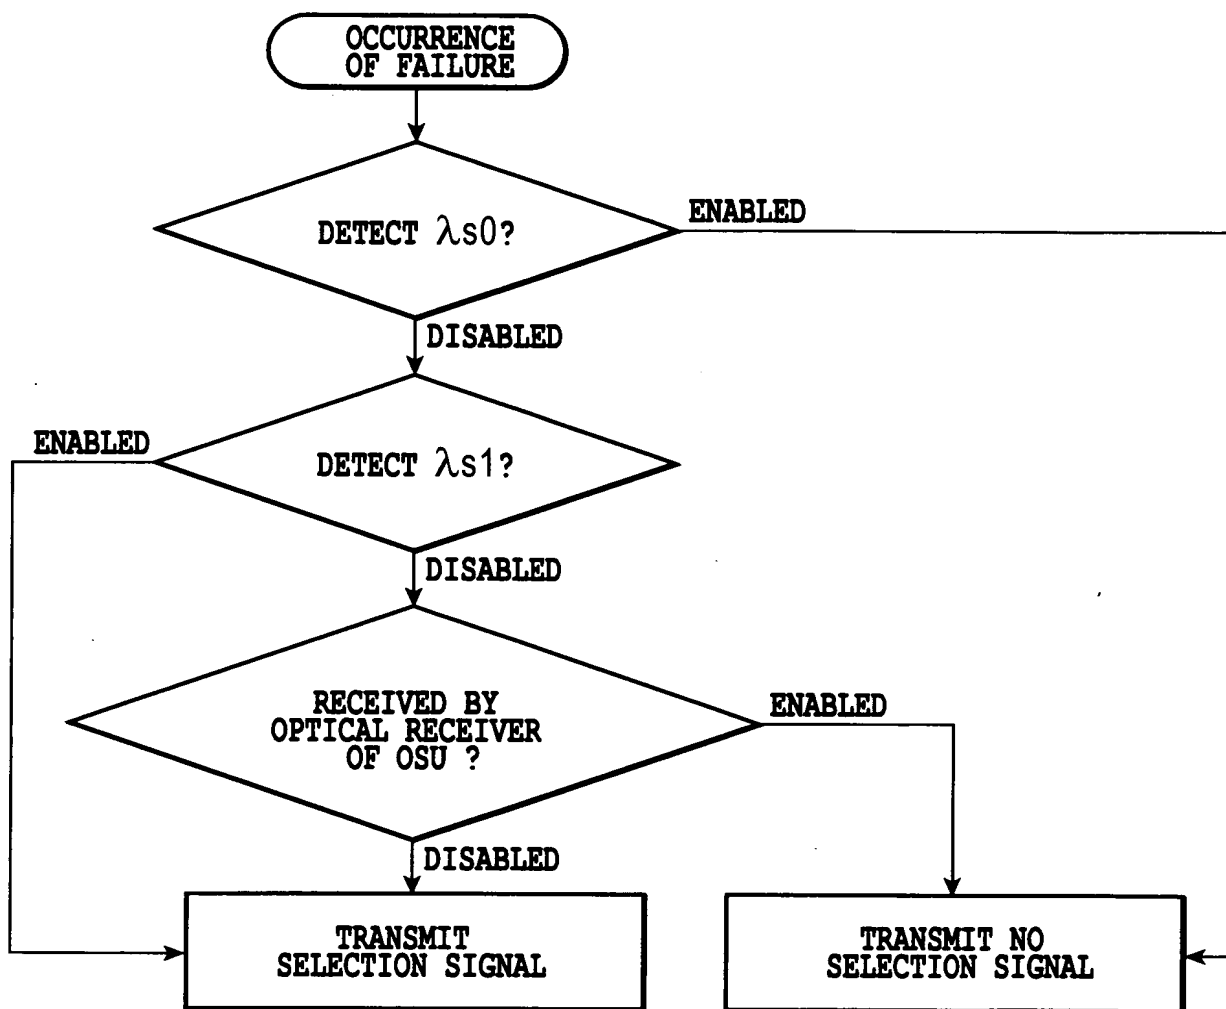 OCCURRENCE
OF FAILURE
DETECT λs0?
ENABLED
DISABLED
DETECT λs1?
ENABLED
DISABLED
RECEIVED BY
OPTICAL RECEIVER
OF OSU ?
ENABLED
DISABLED
TRANSMIT
SELECTION SIGNAL
TRANSMIT NO
SELECTION SIGNAL